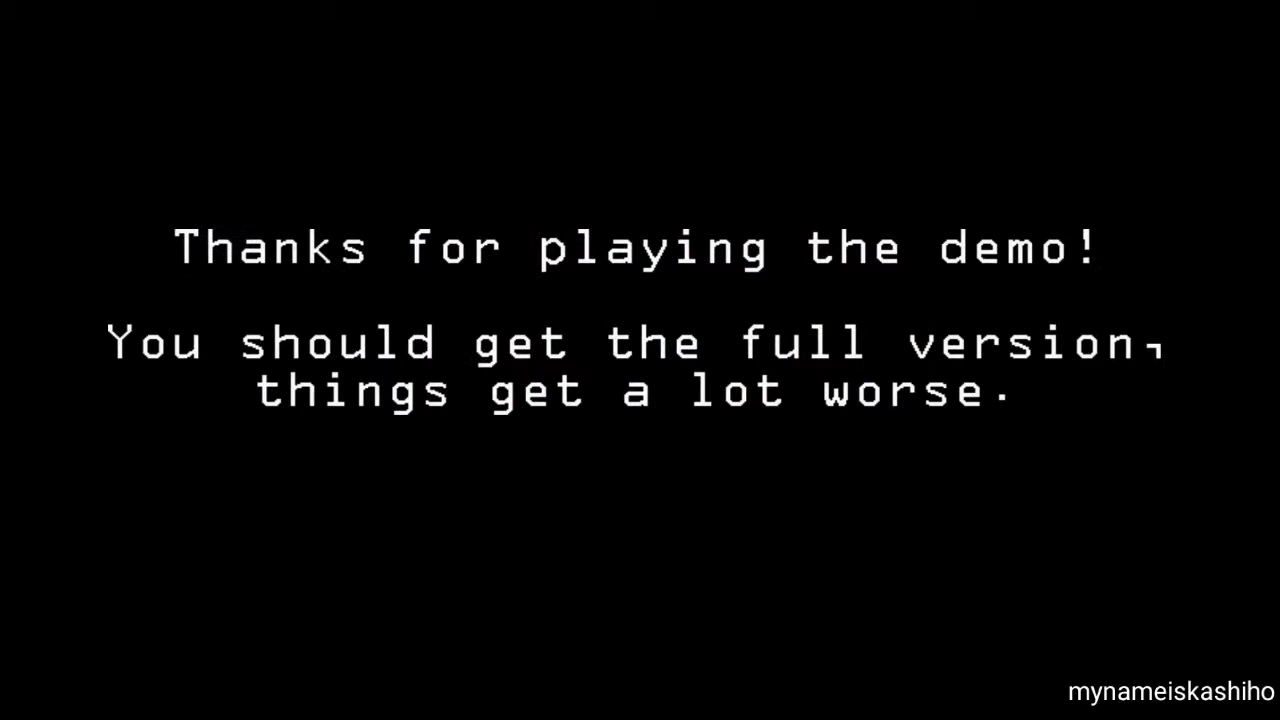 Thanks for playing the demo!
You should get the full version,
things get a lot worse.
mynameiskashiho